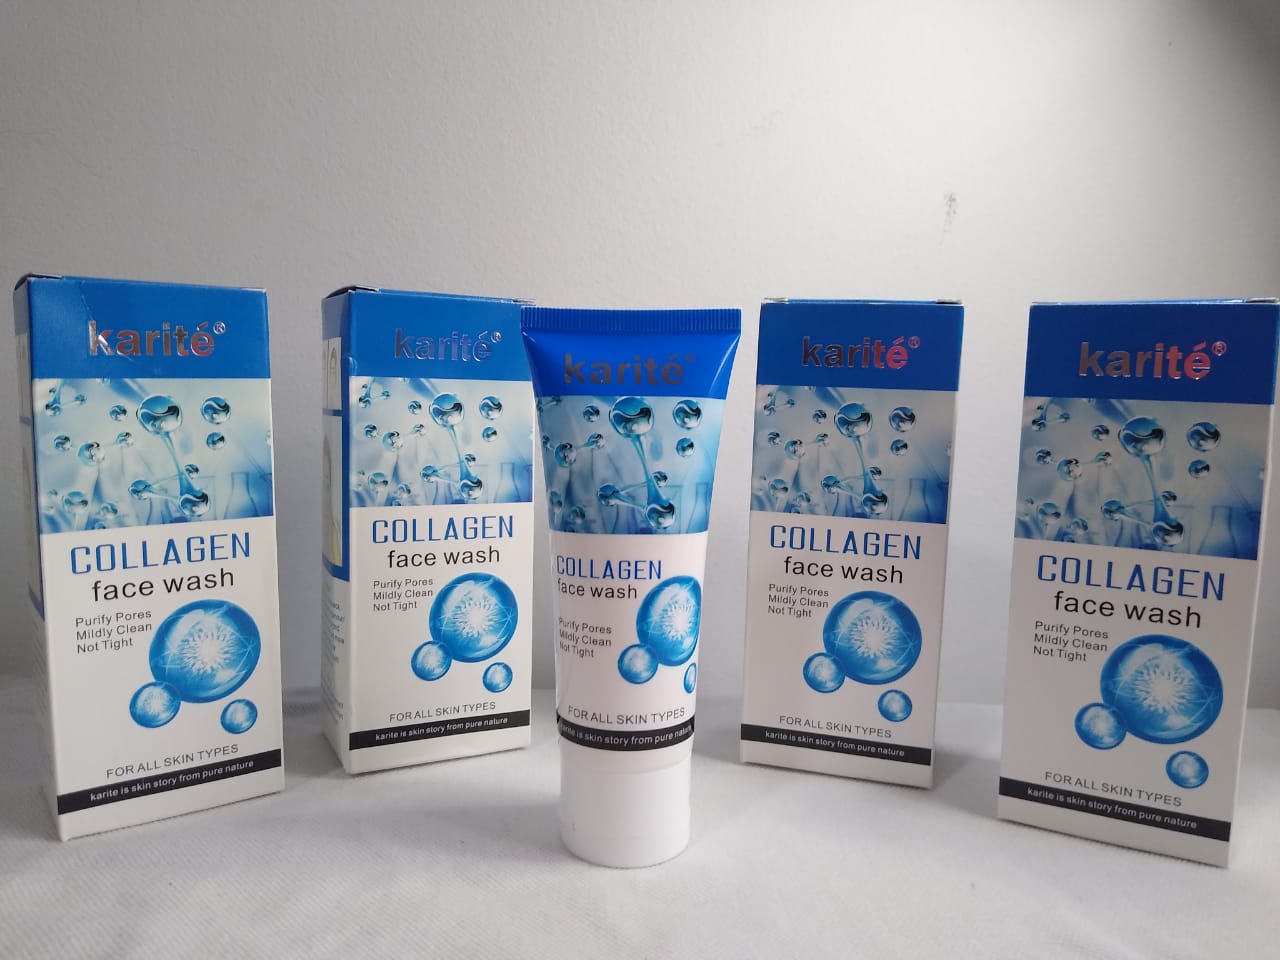 karité®
COLLAGEN
face wash
Purify Pores
Mildly Clean
Not Tight
FOR ALL SKIN TYPES
karite is skin story from pure nature
karité®
COLLAGEN
face wash
Purify Pores
Mildly Clean
Not Tight
FOR ALL SKIN TYPES
karite is skin story from pure nature
karité®
COLLAGEN
face wash
Purify Pores
Mildly Clean
Not Tight
FOR ALL SKIN TYPES
karite is skin story from pure nature
karité®
COLLAGEN
face wash
Purify Pores
Mildly Clean
Not Tight
FOR ALL SKIN TYPES
karite is skin story from pure nature
karité®
COLLAGEN
face wash
Purify Pores
Mildly Clean
Not Tight
FOR ALL SKIN TYPES
karite is skin story from pure nature